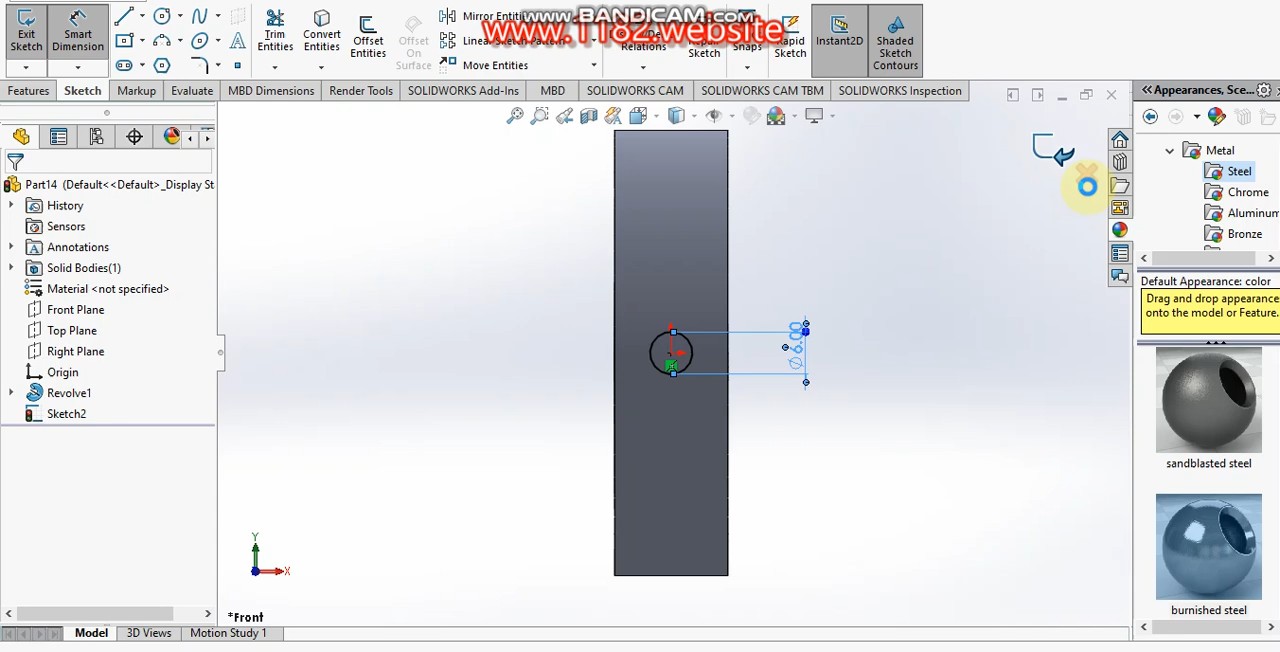 www.BANDICAM.com
www.1182.website
Exit Sketch
Smart Dimension
Trim Entities
Convert Entities
Offset Entities
Offset On Surface
Mirror Entities
Linear Sketch Pattern
Move Entities
Relations
Repair Sketch
Snaps
Rapid Sketch
Instant2D
Shaded Sketch Contours
Features
Sketch
Markup
Evaluate
MBD Dimensions
Render Tools
SOLIDWORKS Add-Ins
MBD
SOLIDWORKS CAM
SOLIDWORKS CAM TBM
SOLIDWORKS Inspection
Appearances, Sce...
Part14 (Default<<Default>_Display St
History
Sensors
Annotations
Solid Bodies(1)
Material <not specified>
Front Plane
Top Plane
Right Plane
Origin
Revolve1
Sketch2
Ø 6.00
Y
X
*Front
Metal
Steel
Chrome
Aluminum
Bronze
Default Appearance: color
Drag and drop appearance
onto the model or Feature.
sandblasted steel
burnished steel
Model
3D Views
Motion Study 1